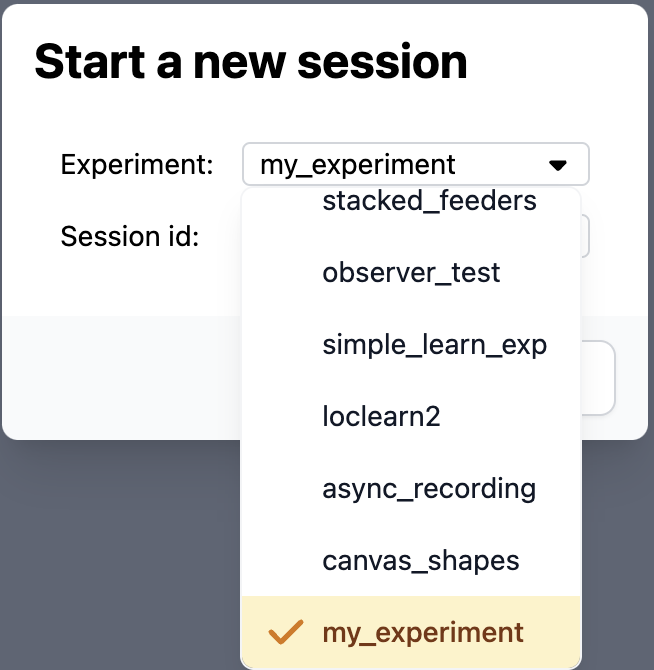 Start a new session
Experiment: my_experiment
stacked_feeders
Session id:
observer_test
simple_learn_exp
loclearn2
async_recording
canvas_shapes
my_experiment